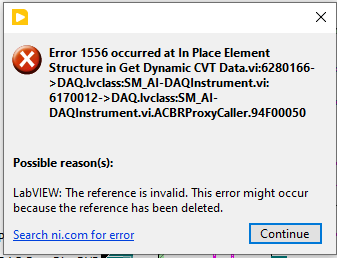 Error 1556 occurred at In Place Element
Structure in Get Dynamic CVT Data.vi:6280166-
>DAQ.lvclass:SM_AI-DAQInstrument.vi:
6170012->DAQ.lvclass:SM_AI-
DAQInstrument.vi.ACBRProxyCaller.94F00050
Possible reason(s):
LabVIEW: The reference is invalid. This error might occur
because the reference has been deleted.
Search ni.com for error
Continue